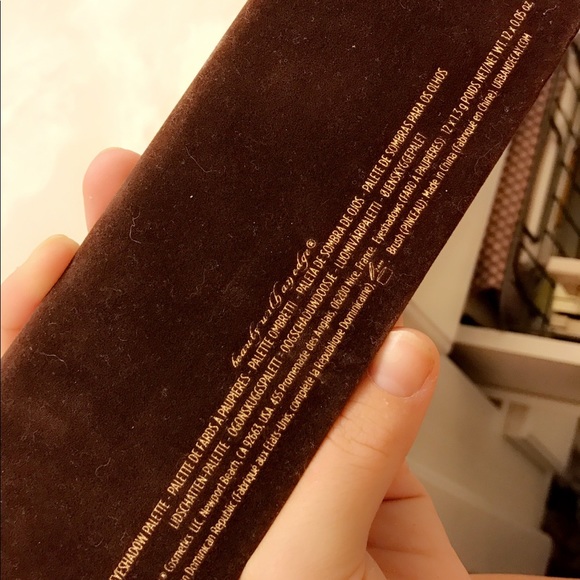 beauty with an edge®
EYESHADOW PALETTE - PALETTE DE FARDS À PAUPIÈRES - PALETTE OMBRETTI - PALETA DE SOMBRA DE OJOS - PALETE DE SOMBRAS PARA OS OLHOS
LIDSCHATTEN-PALETTE - ÖGONSKUGGSPALETT - OOGSCHADUWDOOSJE - LUOMIVÄRIPALETTI - ØJENSKYGGEPALET
Cosmetics LLC, Newport Beach, CA 92663, USA. 455 Promenade des Anglais, 06200 Nice, France. Eyeshadows (FARD À PAUPIÈRES): 12 x 1.3 g POIDS NET/NET WT. 12 x 0.05 oz.
Dominican Republic (Fabriqué aux États-Unis, complété la République Dominicaine). Brush (PINCEAU): Made in China (Fabriqué en Chine). URBANDECAY.COM